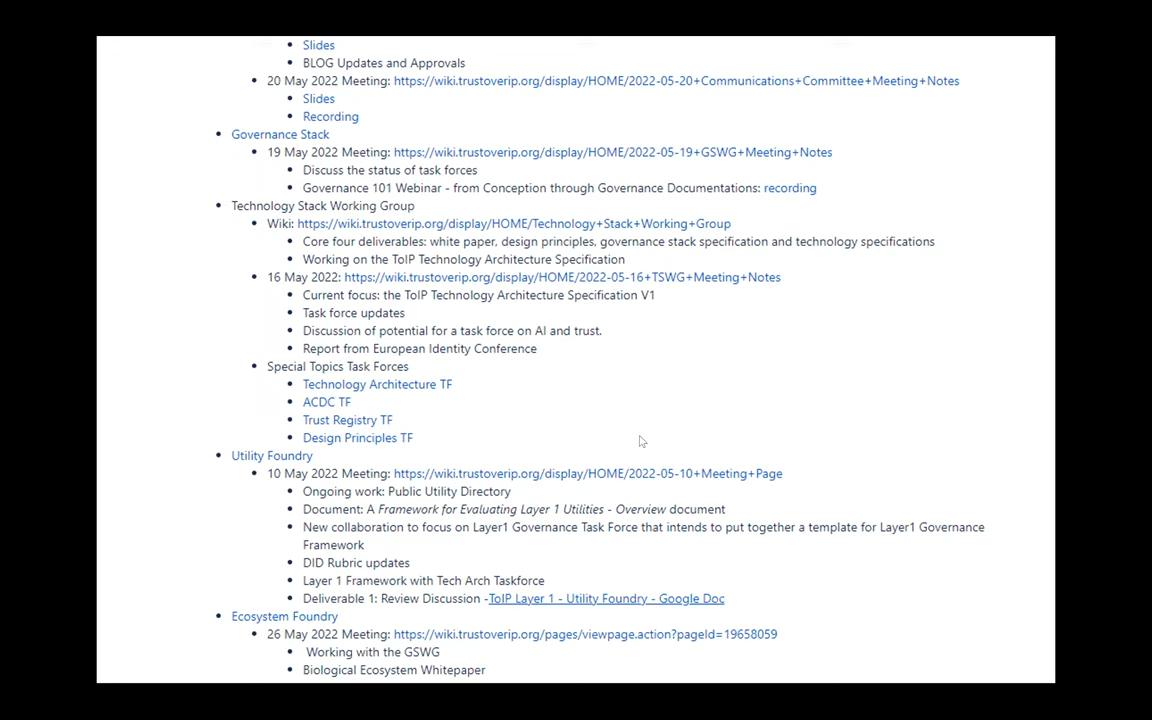 Slides
BLOG Updates and Approvals
20 May 2022 Meeting: https://wiki.trustoverip.org/display/HOME/2022-05-20+Communications+Committee+Meeting+Notes
Slides
Recording
Governance Stack
19 May 2022 Meeting: https://wiki.trustoverip.org/display/HOME/2022-05-19+GSWG+Meeting+Notes
Discuss the status of task forces
Governance 101 Webinar - from Conception through Governance Documentations: recording
Technology Stack Working Group
Wiki: https://wiki.trustoverip.org/display/HOME/Technology+Stack+Working+Group
Core four deliverables: white paper, design principles, governance stack specification and technology specifications
Working on the ToIP Technology Architecture Specification
16 May 2022: https://wiki.trustoverip.org/display/HOME/2022-05-16+TSWG+Meeting+Notes
Current focus: the ToIP Technology Architecture Specification V1
Task force updates
Discussion of potential for a task force on AI and trust.
Report from European Identity Conference
Special Topics Task Forces
Technology Architecture TF
ACDC TF
Trust Registry TF
Design Principles TF
Utility Foundry
10 May 2022 Meeting: https://wiki.trustoverip.org/display/HOME/2022-05-10+Meeting+Page
Ongoing work: Public Utility Directory
Document: A Framework for Evaluating Layer 1 Utilities - Overview document
New collaboration to focus on Layer1 Governance Task Force that intends to put together a template for Layer1 Governance
Framework
DID Rubric updates
Layer 1 Framework with Tech Arch Taskforce
Deliverable 1: Review Discussion -ToIP Layer 1 - Utility Foundry - Google Doc
Ecosystem Foundry
26 May 2022 Meeting: https://wiki.trustoverip.org/pages/viewpage.action?pageId=19658059
Working with the GSWG
Biological Ecosystem Whitepaper